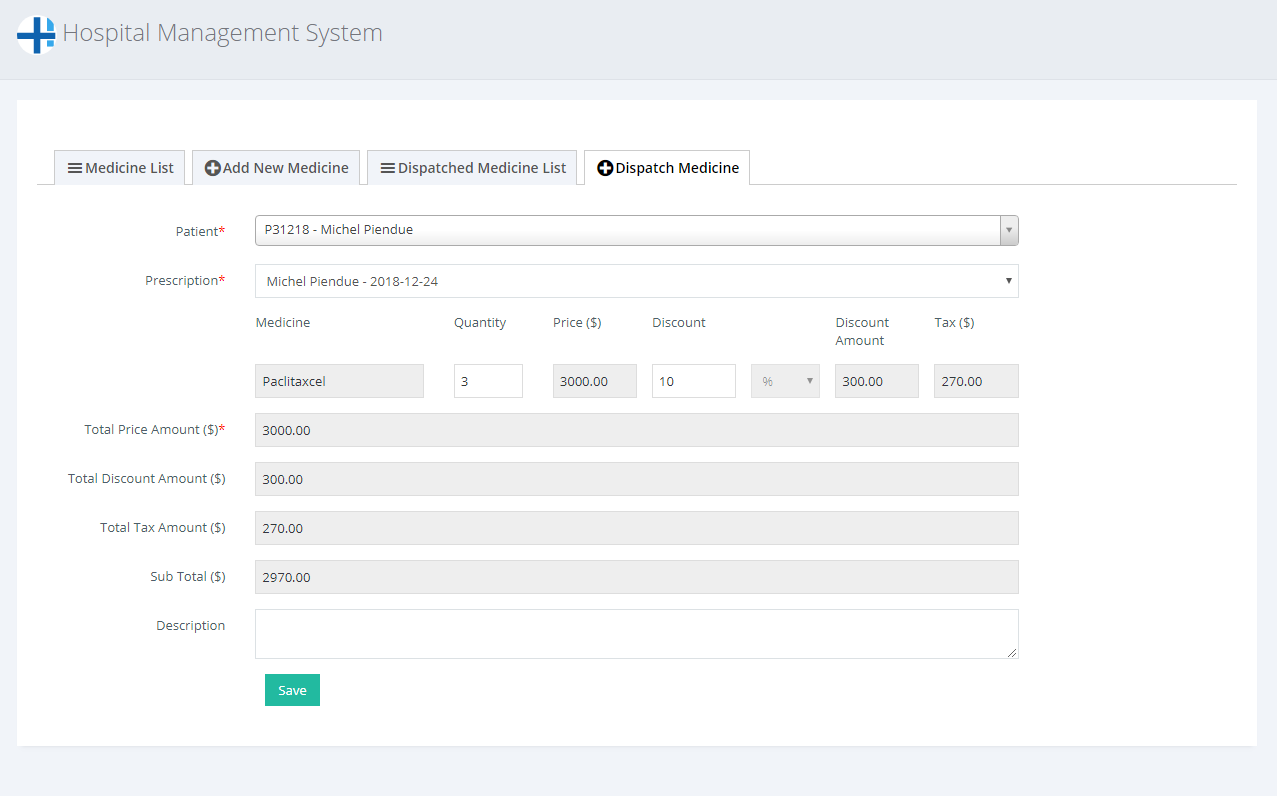 Hospital Management System
Medicine List Add New Medicine Dispatched Medicine List Dispatch Medicine
Patient* P31218 - Michel Piendue
Prescription* Michel Piendue - 2018-12-24
Medicine Quantity Price ($) Discount Discount Amount Tax ($)
Paclitaxcel 3 3000.00 10 % 300.00 270.00
Total Price Amount ($)* 3000.00
Total Discount Amount ($) 300.00
Total Tax Amount ($) 270.00
Sub Total ($) 2970.00
Description
Save